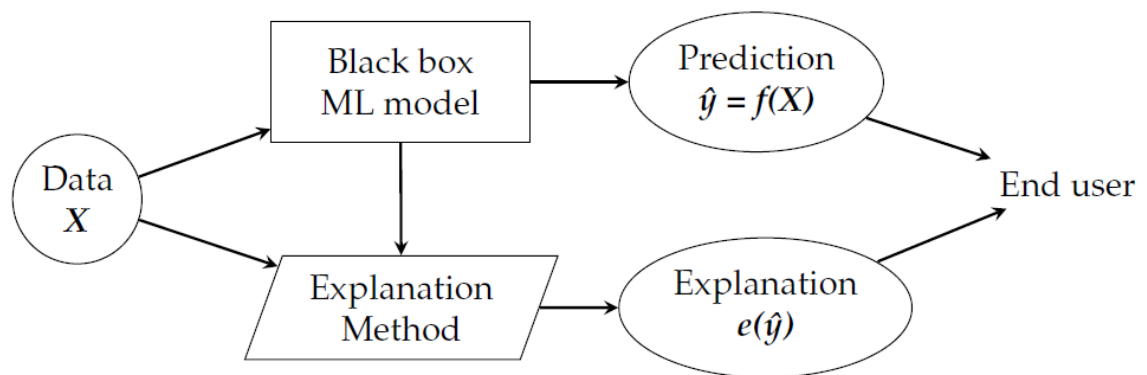 Black box
ML model
Prediction
ŷ = f(X)
Data
X
End user
Explanation
Method
Explanation
e(ŷ)